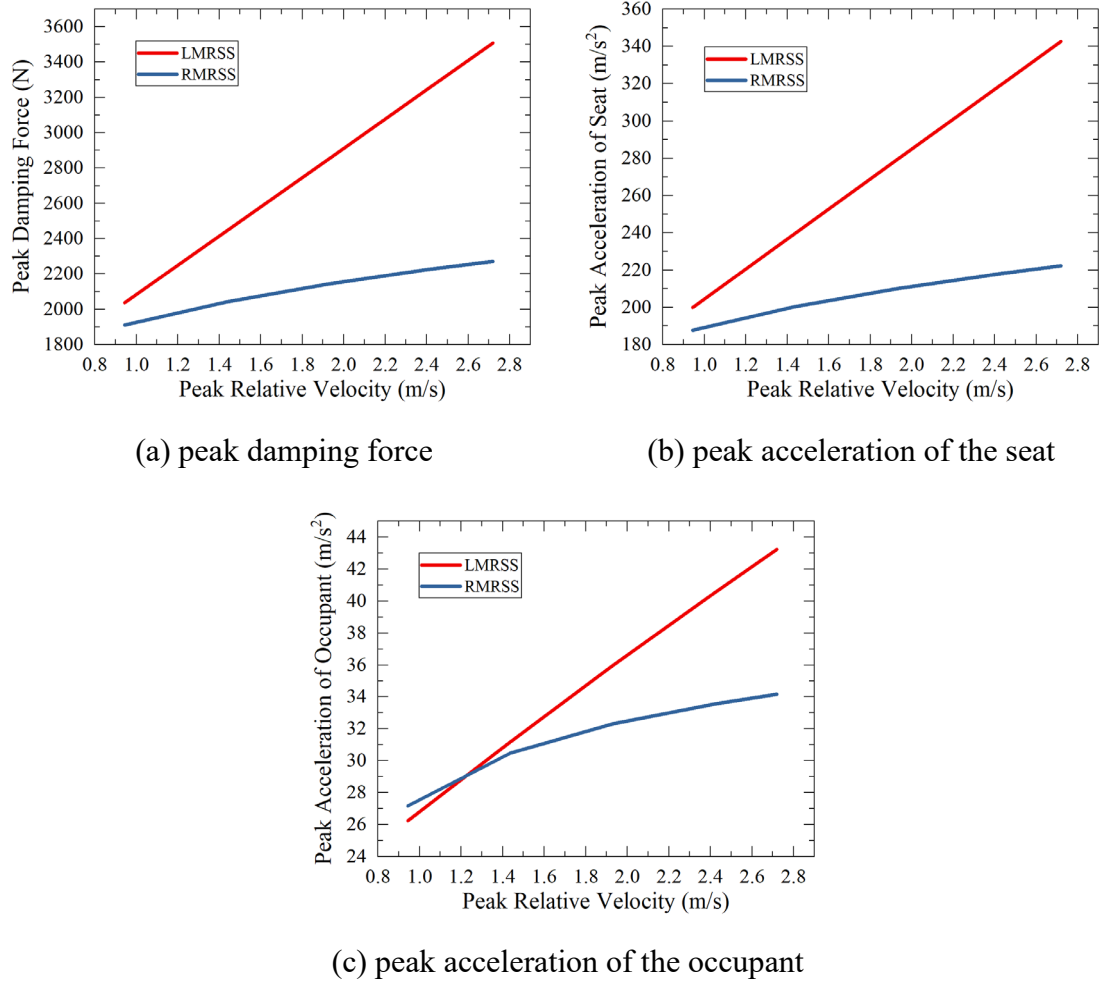 Peak Damping Force (N)
3600
3400
3200
3000
2800
2600
2400
2200
2000
1800
LMRSS
RMRSS
0.8 1.0 1.2 1.4 1.6 1.8 2.0 2.2 2.4 2.6 2.8
Peak Relative Velocity (m/s)
(a) peak damping force
Peak Acceleration of Seat (m/s²)
360
340
320
300
280
260
240
220
200
180
LMRSS
RMRSS
0.8 1.0 1.2 1.4 1.6 1.8 2.0 2.2 2.4 2.6 2.8
Peak Relative Velocity (m/s)
(b) peak acceleration of the seat
Peak Acceleration of Occupant (m/s²)
44
42
40
38
36
34
32
30
28
26
24
LMRSS
RMRSS
0.8 1.0 1.2 1.4 1.6 1.8 2.0 2.2 2.4 2.6 2.8
Peak Relative Velocity (m/s)
(c) peak acceleration of the occupant